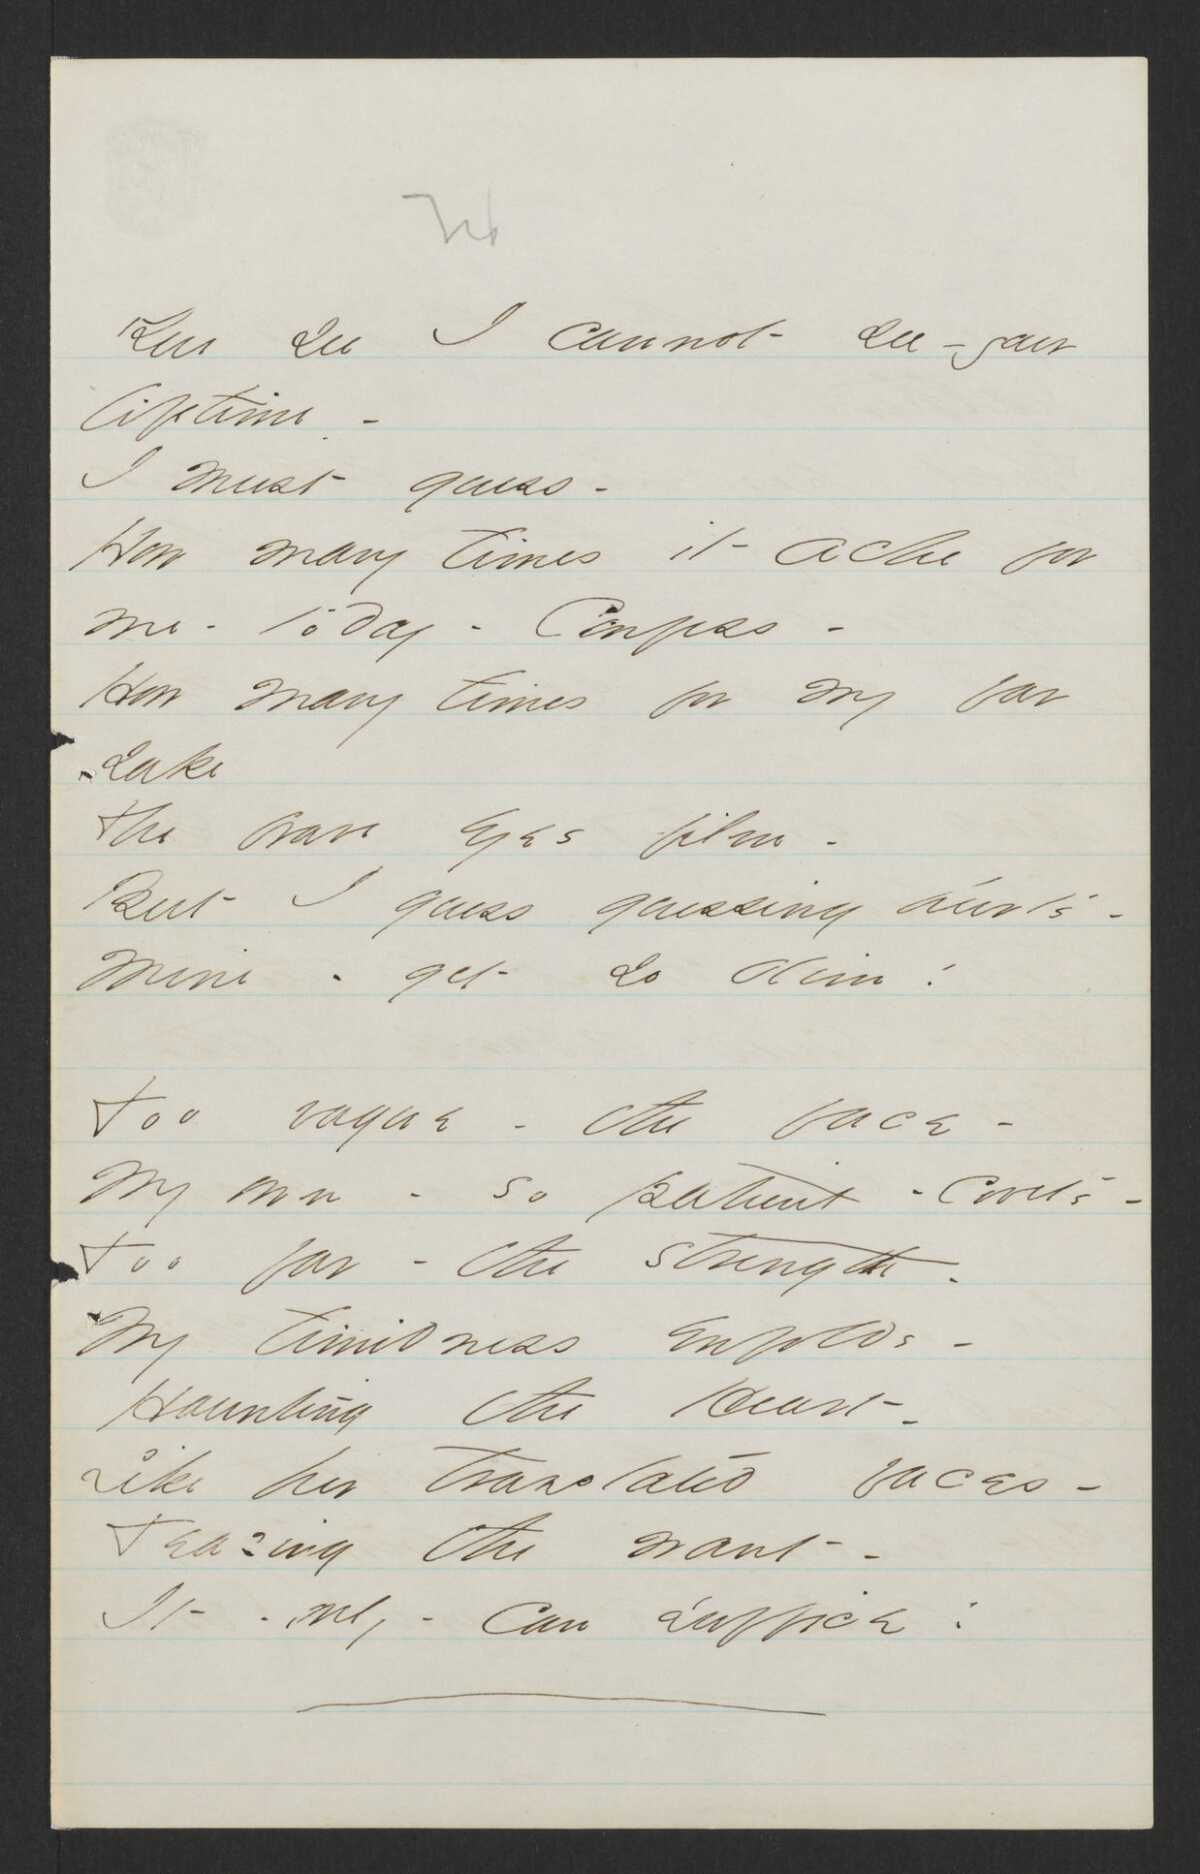 But see I cannot see - your
lifetime -
I must guess -
How many times it ache for
me - today - Confess -
How many times for my far
sake
The brave Eyes film -
But I guess guessing hurts -
Mine - get so dim!
Too vague - the face -
My own - so patient - covets -
Too far - the strength -
My timidness enfolds -
Haunting the Heart -
Like her translated faces -
Teazing the want -
It - only - can suffice!